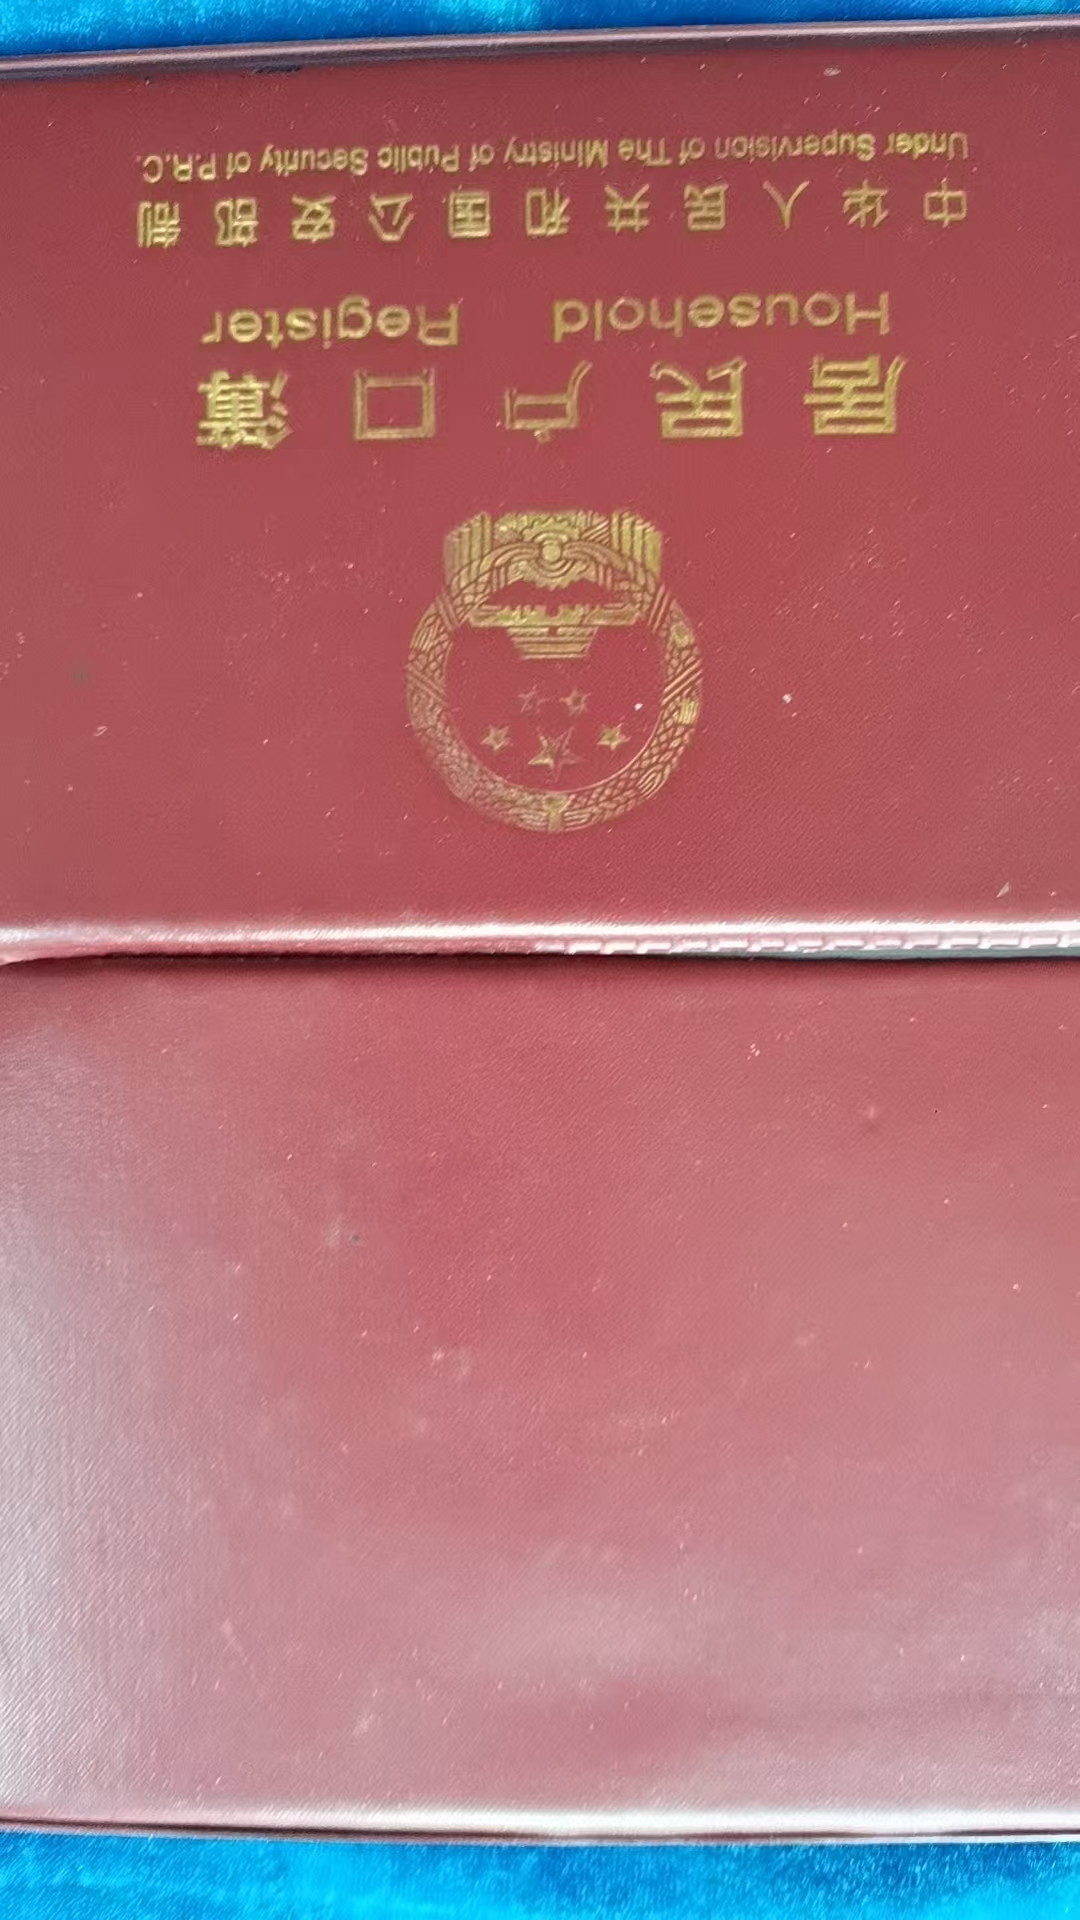 居民户口簿
Household Register
中华人民共和国公安部制
Under Supervision of The Ministry of Public Security of P.R.C.